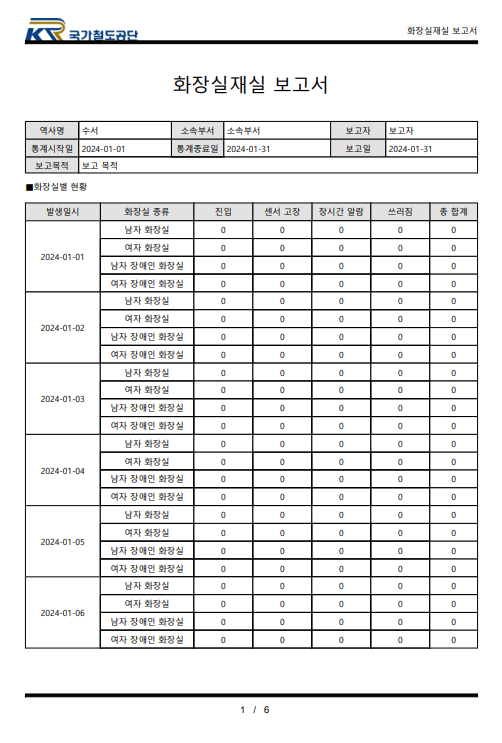 KR 국가철도공단
화장실재실 보고서
화장실재실 보고서
역사명 수서 소속부서 소속부서 보고자 보고자
통계시작일 2024-01-01 통계종료일 2024-01-31 보고일 2024-01-31
보고목적 보고 목적
■화장실별 현황
발생일시 화장실 종류 전입 센서 고장 장시간 알람 쓰러짐 총 합계
2024-01-01 남자 화장실 0 0 0 0 0
여자 화장실 0 0 0 0 0
남자 장애인 화장실 0 0 0 0 0
여자 장애인 화장실 0 0 0 0 0
2024-01-02 남자 화장실 0 0 0 0 0
여자 화장실 0 0 0 0 0
남자 장애인 화장실 0 0 0 0 0
여자 장애인 화장실 0 0 0 0 0
2024-01-03 남자 화장실 0 0 0 0 0
여자 화장실 0 0 0 0 0
남자 장애인 화장실 0 0 0 0 0
여자 장애인 화장실 0 0 0 0 0
2024-01-04 남자 화장실 0 0 0 0 0
여자 화장실 0 0 0 0 0
남자 장애인 화장실 0 0 0 0 0
여자 장애인 화장실 0 0 0 0 0
2024-01-05 남자 화장실 0 0 0 0 0
여자 화장실 0 0 0 0 0
남자 장애인 화장실 0 0 0 0 0
여자 장애인 화장실 0 0 0 0 0
2024-01-06 남자 화장실 0 0 0 0 0
여자 화장실 0 0 0 0 0
남자 장애인 화장실 0 0 0 0 0
여자 장애인 화장실 0 0 0 0 0
1 / 6